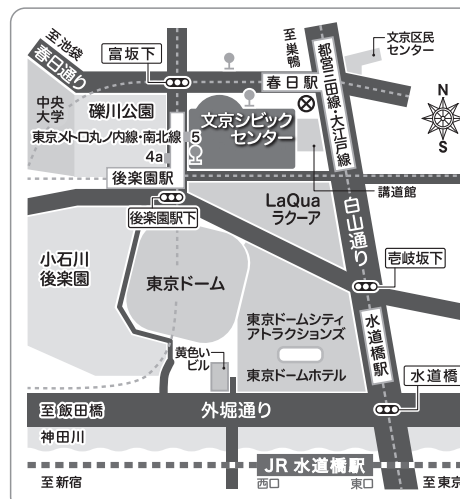 至池袋
春日通り
富坂下
至巣鴨
文京区民
センター
春日駅
都営三田線・大江戸線
中央
大学
礫川公園
文京シビック
センター
東京メトロ丸ノ内線・南北線
5
4a
N
S
後楽園駅
講道館
後楽園駅下
LaQua
ラクーア
白山通り
小石川
後楽園
東京ドーム
壱岐坂下
東京ドームシティ
アトラクションズ
水道橋駅
黄色い
ビル
東京ドームホテル
水道橋
至飯田橋
外堀通り
神田川
JR 水道橋駅
至新宿
西口
東口
至東京